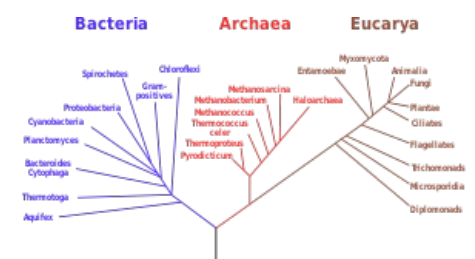 Bacteria
Archaea
Eucarya
Spirochetes
Chloroflexi
Gram-
positives
Proteobacteria
Cyanobacteria
Planctomyces
Bacteroides
Cytophaga
Thermotoga
Aquifex
Methanosarcina
Methanobacterium
Haloarchaea
Methanococcus
Thermococcus
celer
Thermoproteus
Pyrodicticum
Myxomycota
Entamoebae
Animalia
Fungi
Plantae
Ciliates
Flagellates
Trichomonads
Microsporidia
Diplomonads